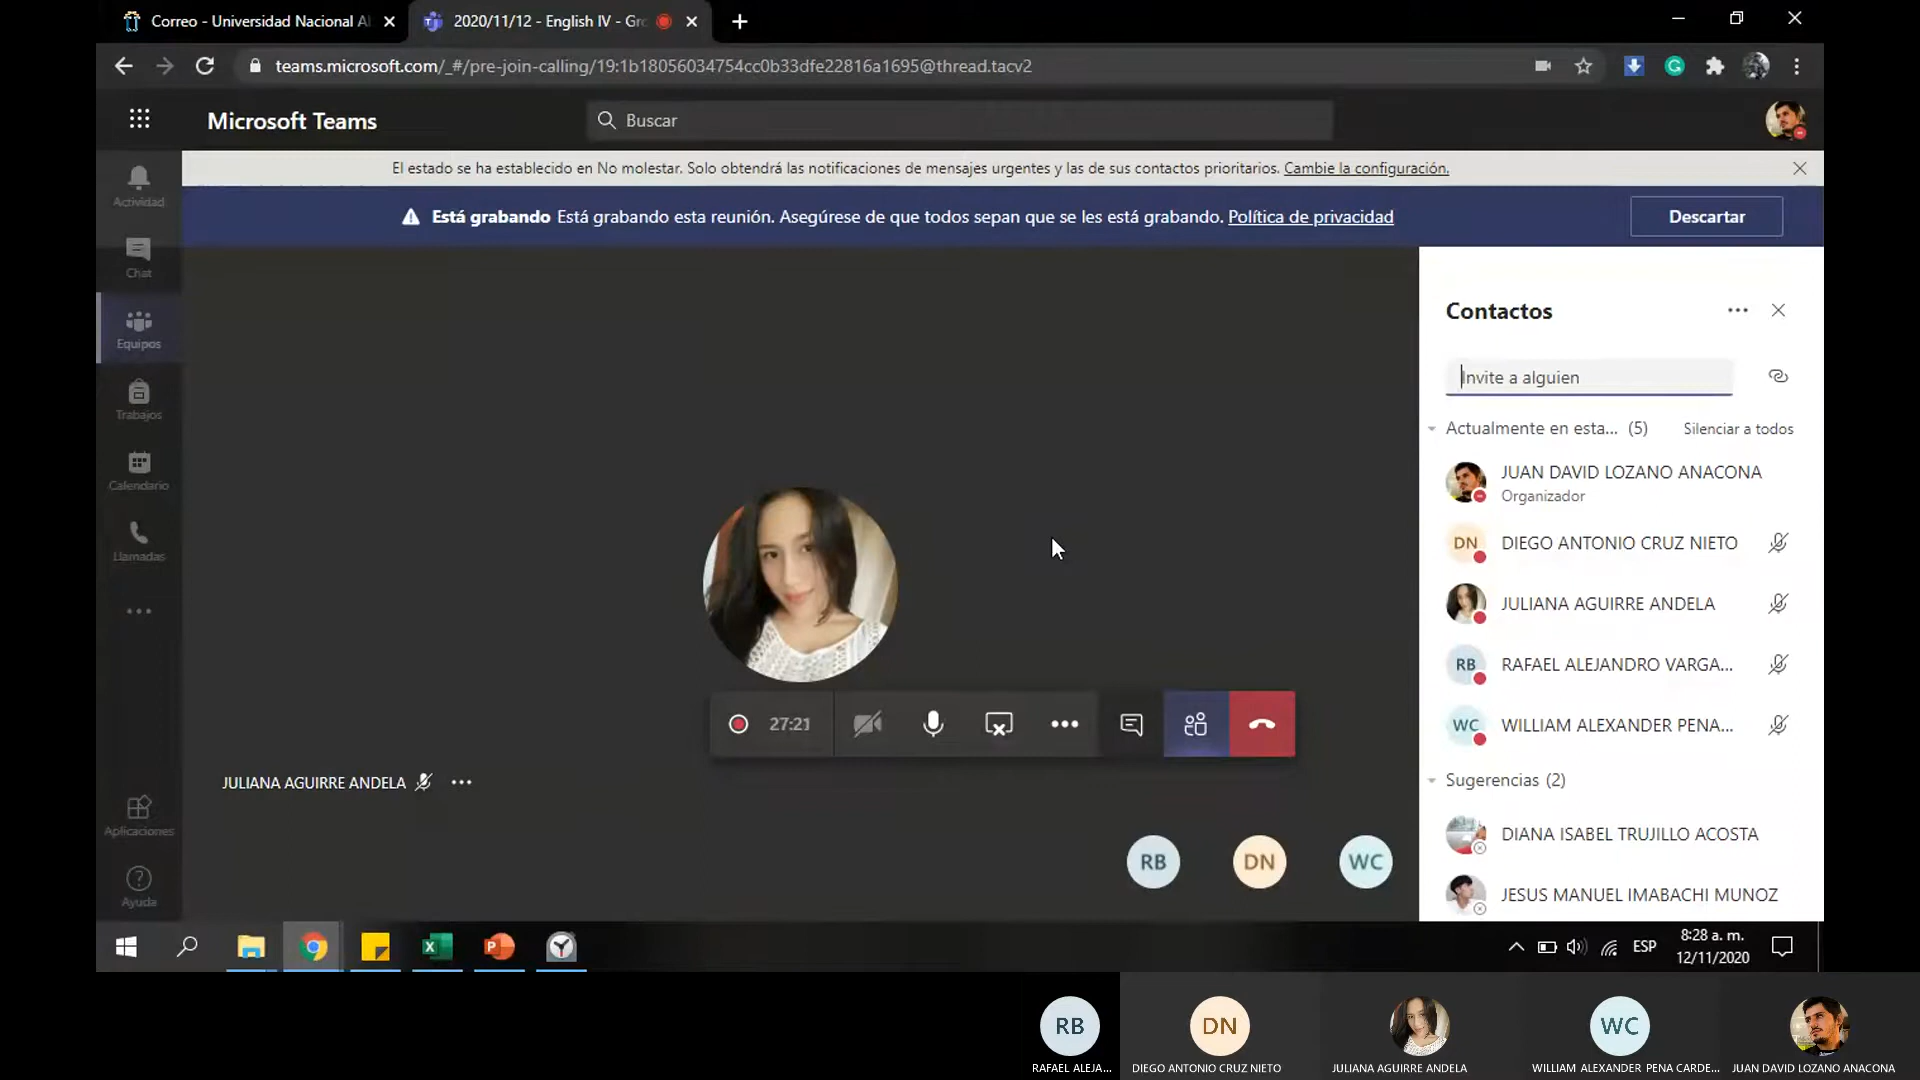 Correo - Universidad Nacional A
2020/11/12 - English IV - Gr
teams.microsoft.com/_#/pre-join-calling/19:1b18056034754cc0b33dfe22816a1695@thread.tacv2
Microsoft Teams
Buscar
El estado se ha establecido en No molestar. Solo obtendrá las notificaciones de mensajes urgentes y las de sus contactos prioritarios. Cambie la configuración.
Está grabando Está grabando esta reunión. Asegúrese de que todos sepan que se les está grabando. Política de privacidad
Descartar
Actividad
Chat
Equipos
Trabajos
Calendario
Llamadas
Aplicaciones
Ayuda
27:21
JULIANA AGUIRRE ANDELA
RB
DN
WC
Contactos
Invite a alguien
Actualmente en esta... (5)
Silenciar a todos
JUAN DAVID LOZANO ANACONA
Organizador
DN
DIEGO ANTONIO CRUZ NIETO
JULIANA AGUIRRE ANDELA
RB
RAFAEL ALEJANDRO VARGA...
WC
WILLIAM ALEXANDER PENA...
Sugerencias (2)
DIANA ISABEL TRUJILLO ACOSTA
JESUS MANUEL IMABACHI MUNOZ
ESP
8:28 a. m.
12/11/2020
RB
DN
WC
RAFAEL ALEJA...
DIEGO ANTONIO CRUZ NIETO
JULIANA AGUIRRE ANDELA
WILLIAM ALEXANDER PENA CARDE...
JUAN DAVID LOZANO ANACONA